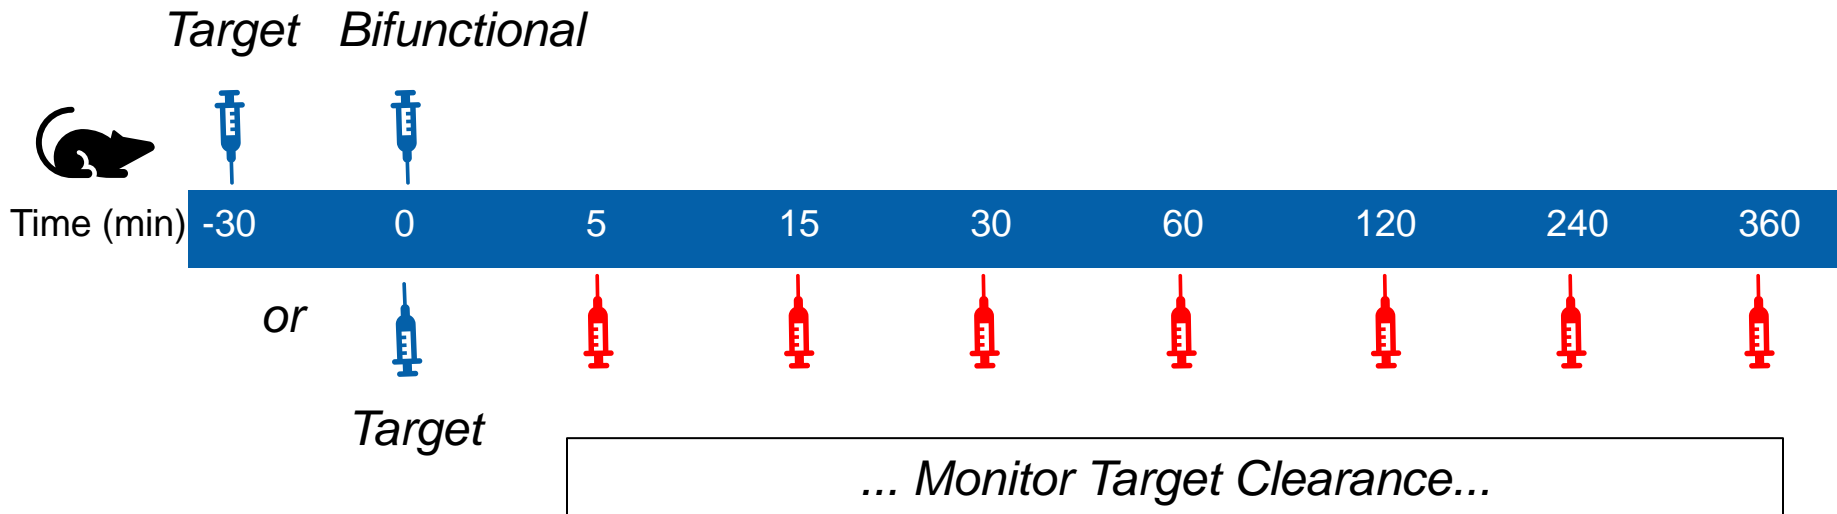 Target Bifunctional
Time (min) -30 0 5 15 30 60 120 240 360
or
Target
... Monitor Target Clearance...